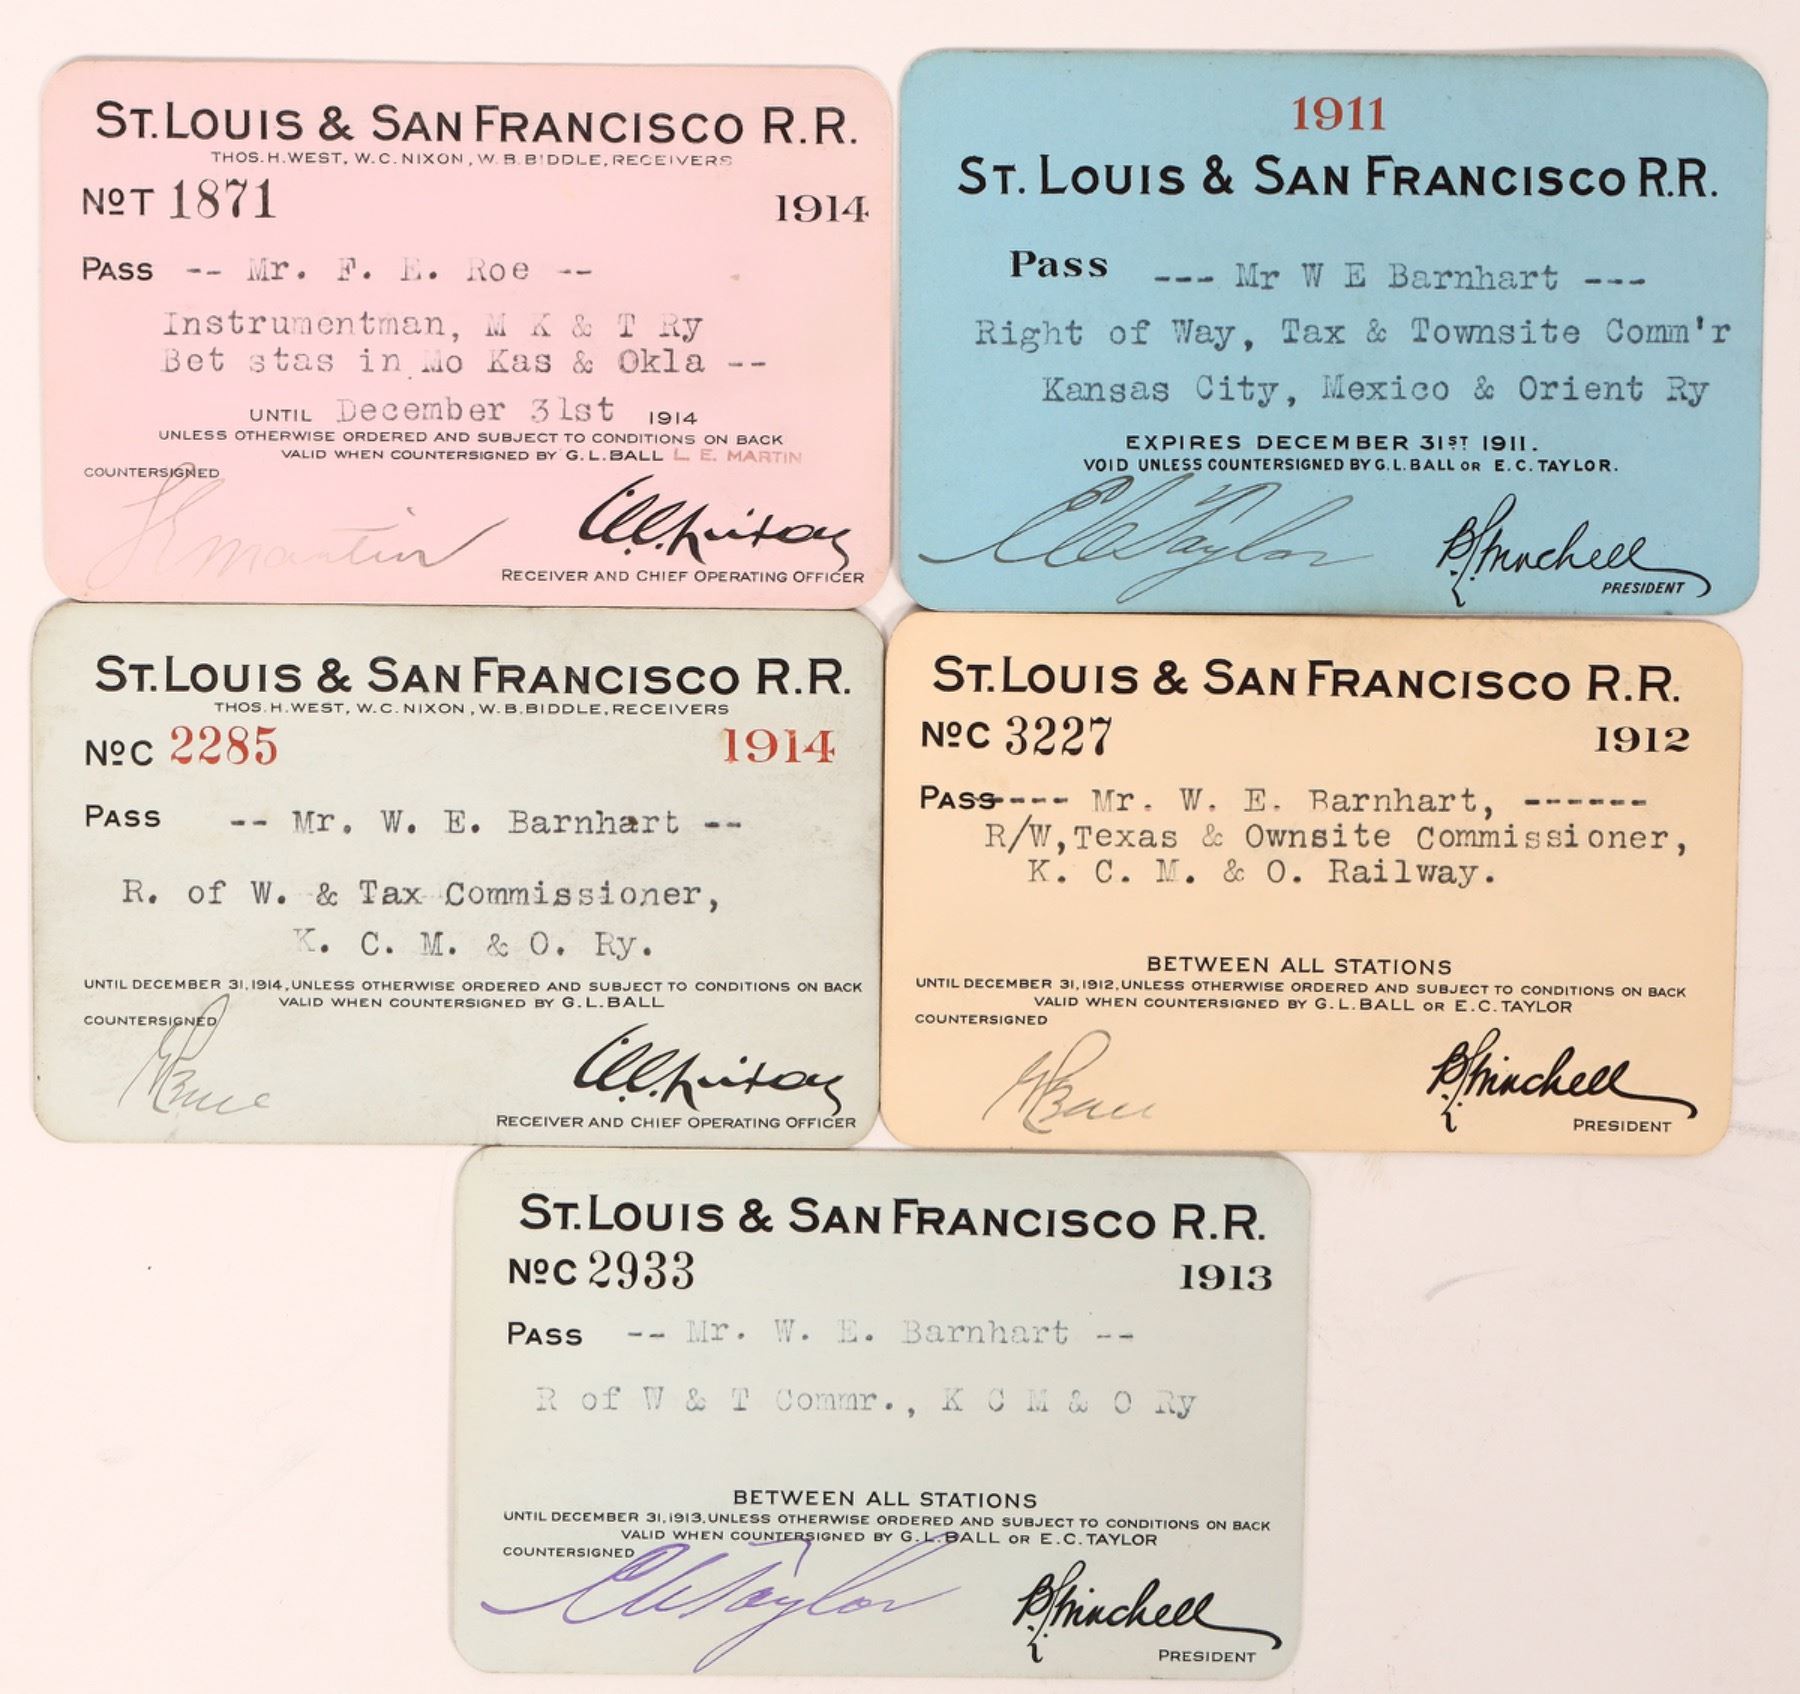 ST. LOUIS & SAN FRANCISCO R.R.
THOS. H. WEST, W. C. NIXON, W. B. BIDDLE, RECEIVERS
Nº T 1871 1914
PASS -- Mr. F. E. Roe --
Instrumentman, M K & T Ry
Bet stas in Mo Kas & Okla --
UNTIL December 31st 1914
UNLESS OTHERWISE ORDERED AND SUBJECT TO CONDITIONS ON BACK
VALID WHEN COUNTERSIGNED BY G. L. BALL L. E. MARTIN
COUNTERSIGNED
L E Martin
RECEIVER AND CHIEF OPERATING OFFICER
1911
ST. LOUIS & SAN FRANCISCO R.R.
Pass --- Mr W E Barnhart ---
Right of Way, Tax & Townsite Comm'r
Kansas City, Mexico & Orient Ry
EXPIRES DECEMBER 31ST 1911.
VOID UNLESS COUNTERSIGNED BY G. L. BALL OR E. C. TAYLOR.
E C Taylor B. L. Winchell
PRESIDENT
ST. LOUIS & SAN FRANCISCO R.R.
THOS. H. WEST, W. C. NIXON, W. B. BIDDLE, RECEIVERS
Nº C 2285 1914
PASS -- Mr. W. E. Barnhart --
R. of W. & Tax Commissioner,
K. C. M. & O. Ry.
UNTIL DECEMBER 31, 1914, UNLESS OTHERWISE ORDERED AND SUBJECT TO CONDITIONS ON BACK
VALID WHEN COUNTERSIGNED BY G. L. BALL
COUNTERSIGNED
RECEIVER AND CHIEF OPERATING OFFICER
ST. LOUIS & SAN FRANCISCO R.R.
Nº C 3227 1912
PASS---- Mr. W. E. Barnhart, ------
R/W, Texas & Ownsite Commissioner,
K. C. M. & O. Railway.
BETWEEN ALL STATIONS
UNTIL DECEMBER 31, 1912, UNLESS OTHERWISE ORDERED AND SUBJECT TO CONDITIONS ON BACK
VALID WHEN COUNTERSIGNED BY G. L. BALL OR E. C. TAYLOR
COUNTERSIGNED
B. L. Winchell
PRESIDENT
ST. LOUIS & SAN FRANCISCO R.R.
Nº C 2933 1913
PASS -- Mr. W. E. Barnhart --
R of W & T Commr., K C M & O Ry
BETWEEN ALL STATIONS
UNTIL DECEMBER 31, 1913, UNLESS OTHERWISE ORDERED AND SUBJECT TO CONDITIONS ON BACK
VALID WHEN COUNTERSIGNED BY G. L. BALL OR E. C. TAYLOR
COUNTERSIGNED
E C Taylor B. L. Winchell
PRESIDENT